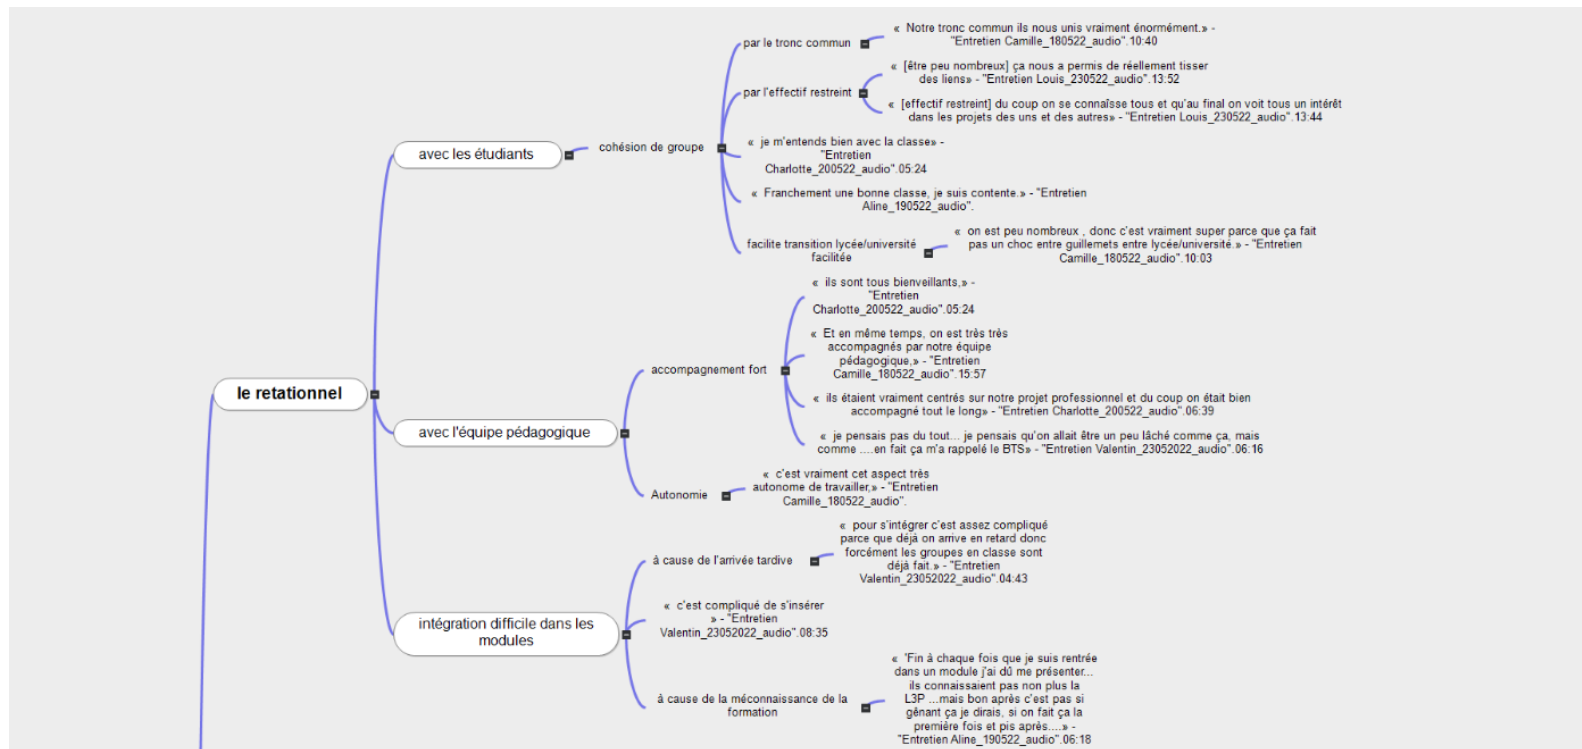 le retationnel
avec les étudiants
cohésion de groupe
par le tronc commun
« Notre tronc commun ils nous unis vraiment énormément.» -
"Entretien Camille_180522_audio".10:40
par l'effectif restreint
« [être peu nombreux] ça nous a permis de réellement tisser
des liens» - "Entretien Louis_230522_audio".13:52
« [effectif restreint] du coup on se connaîsse tous et qu'au final on voit tous un intérêt
dans les projets des uns et des autres» - "Entretien Louis_230522_audio".13:44
« je m'entends bien avec la classe» -
"Entretien
Charlotte_200522_audio".05:24
« Franchement une bonne classe, je suis contente.» - "Entretien
Aline_190522_audio".
facilite transition lycée/université
facilitée
« on est peu nombreux , donc c'est vraiment super parce que ça fait
pas un choc entre guillemets entre lycée/université.» - "Entretien
Camille_180522_audio".10:03
avec l'équipe pédagogique
accompagnement fort
« ils sont tous bienveillants,» -
"Entretien
Charlotte_200522_audio".05:24
« Et en même temps, on est très très
accompagnés par notre équipe
pédagogique,» - "Entretien
Camille_180522_audio".15:57
« ils étaient vraiment centrés sur notre projet professionnel et du coup on était bien
accompagné tout le long» - "Entretien Charlotte_200522_audio".06:39
« je pensais pas du tout... je pensais qu'on allait être un peu lâché comme ça, mais
comme ....en fait ça m'a rappelé le BTS» - "Entretien Valentin_23052022_audio".06:16
Autonomie
« c'est vraiment cet aspect très
autonome de travailler,» - "Entretien
Camille_180522_audio".
intégration difficile dans les
modules
à cause de l'arrivée tardive
« pour s'intégrer c'est assez compliqué
parce que déjà on arrive en retard donc
forcément les groupes en classe sont
déjà fait.» - "Entretien
Valentin_23052022_audio".04:43
« c'est compliqué de s'insérer
» - "Entretien
Valentin_23052022_audio".08:35
à cause de la méconnaissance de la
formation
« 'Fin à chaque fois que je suis rentrée
dans un module j'ai dû me présenter...
ils connaissaient pas non plus la
L3P ...mais bon après c'est pas si
gênant ça je dirais, si on fait ça la
première fois et pis après....» -
"Entretien Aline_190522_audio".06:18